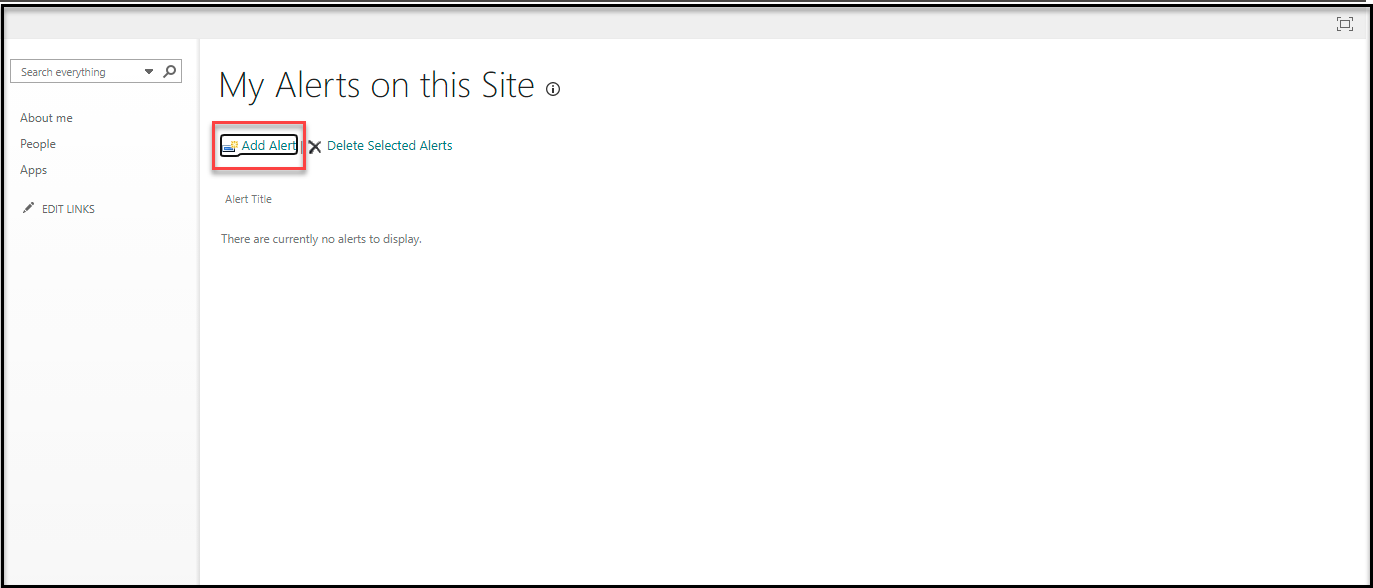 Search everything
About me
People
Apps
EDIT LINKS
My Alerts on this Site
Add Alert | Delete Selected Alerts
Alert Title
There are currently no alerts to display.